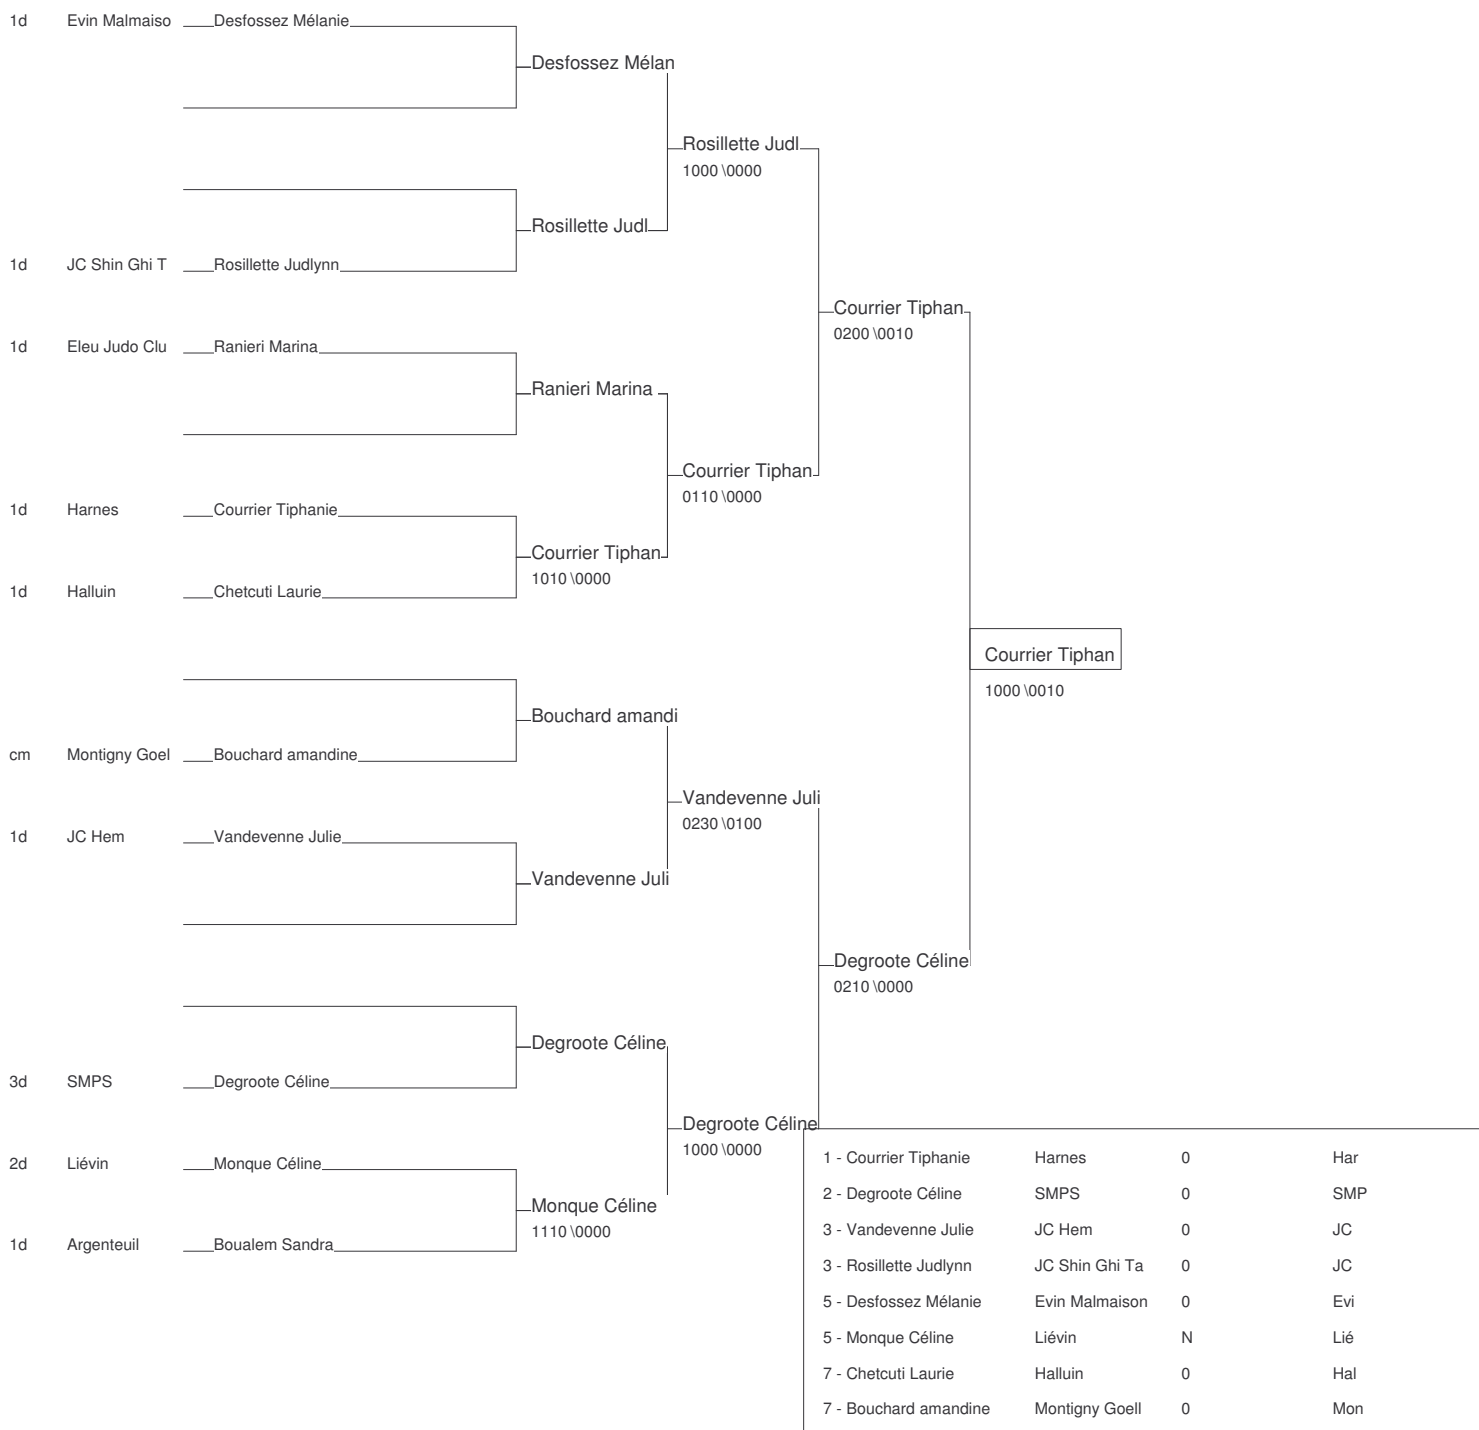 1d Evin Malmaiso Desfossez Mélanie
Desfossez Mélan
Rosillette Judl
1000 \0000
Rosillette Judl
1d JC Shin Ghi T Rosillette Judlynn
Courrier Tiphan
0200 \0010
1d Eleu Judo Clu Ranieri Marina
Ranieri Marina
Courrier Tiphan
0110 \0000
1d Harnes Courrier Tiphanie
Courrier Tiphan
1010 \0000
1d Halluin Chetcuti Laurie
Courrier Tiphan
1000 \0010
Bouchard amandi
cm Montigny Goel Bouchard amandine
Vandevenne Juli
0230 \0100
1d JC Hem Vandevenne Julie
Vandevenne Juli
Degroote Céline
0210 \0000
Degroote Céline
3d SMPS Degroote Céline
Degroote Céline
1000 \0000
2d Liévin Monque Céline
Monque Céline
1110 \0000
1d Argenteuil Boualem Sandra
1 - Courrier Tiphanie Harnes 0 Har
2 - Degroote Céline SMPS 0 SMP
3 - Vandevenne Julie JC Hem 0 JC
3 - Rosillette Judlynn JC Shin Ghi Ta 0 JC
5 - Desfossez Mélanie Evin Malmaison 0 Evi
5 - Monque Céline Liévin N Lié
7 - Chetcuti Laurie Halluin 0 Hal
7 - Bouchard amandine Montigny Goell 0 Mon